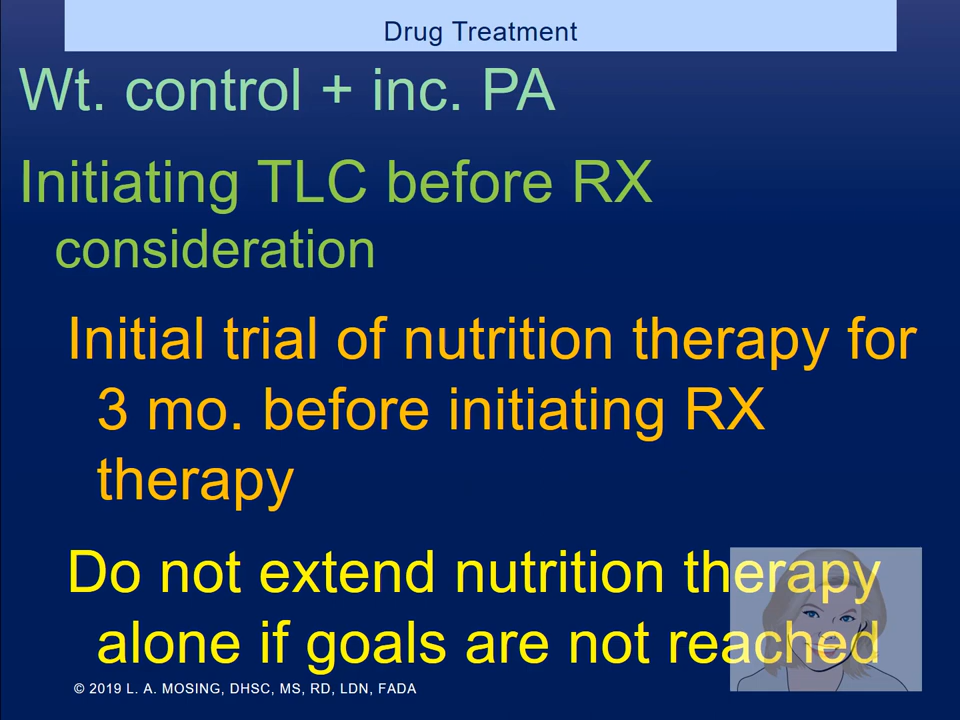 Drug Treatment
Wt. control + inc. PA
Initiating TLC before RX
consideration
Initial trial of nutrition therapy for
3 mo. before initiating RX
therapy
Do not extend nutrition therapy
alone if goals are not reached
© 2019 L. A. MOSING, DHSC, MS, RD, LDN, FADA